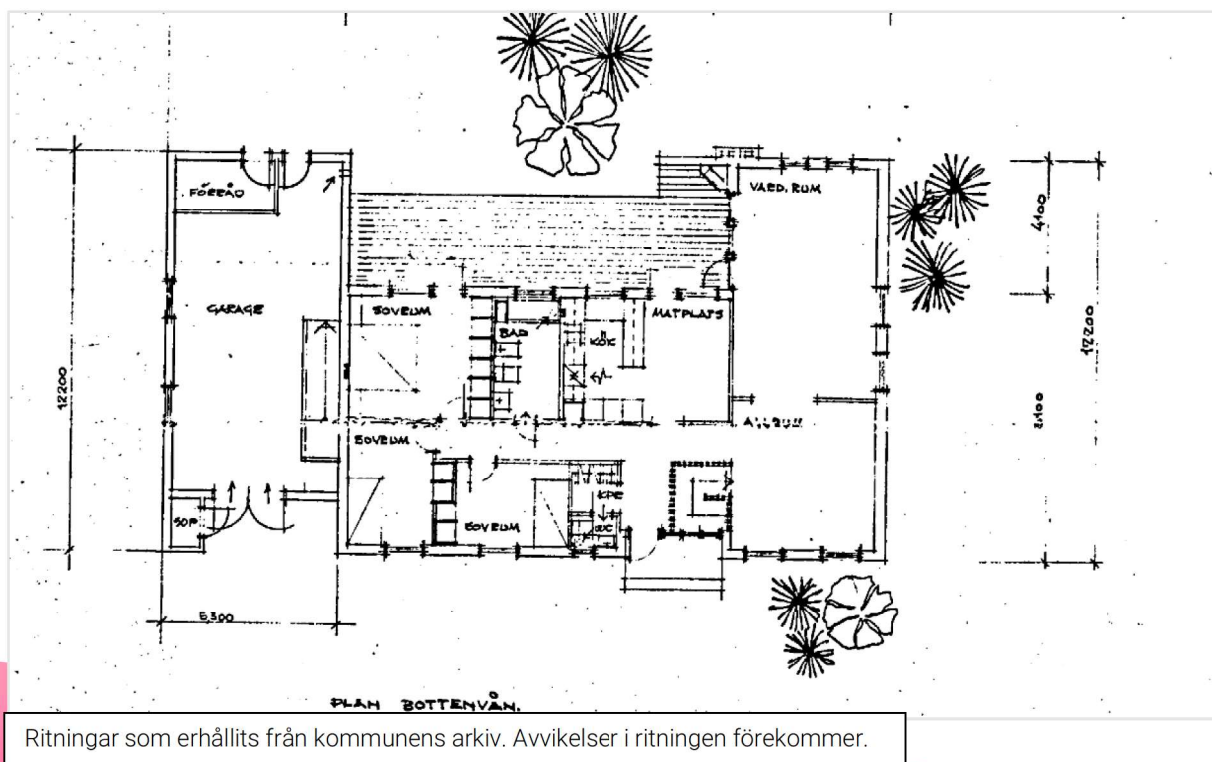 FÖRRÅD
VARD. RUM
4100
GARAGE
SOVRUM
BAD
KÖK
MATPLATS
12200
12200
8100
SOVRUM
ALLRUM
SOP
SOVRUM
KPR
WC
5300
PLAN BOTTENVÅN.
Ritningar som erhållits från kommunens arkiv. Avvikelser i ritningen förekommer.